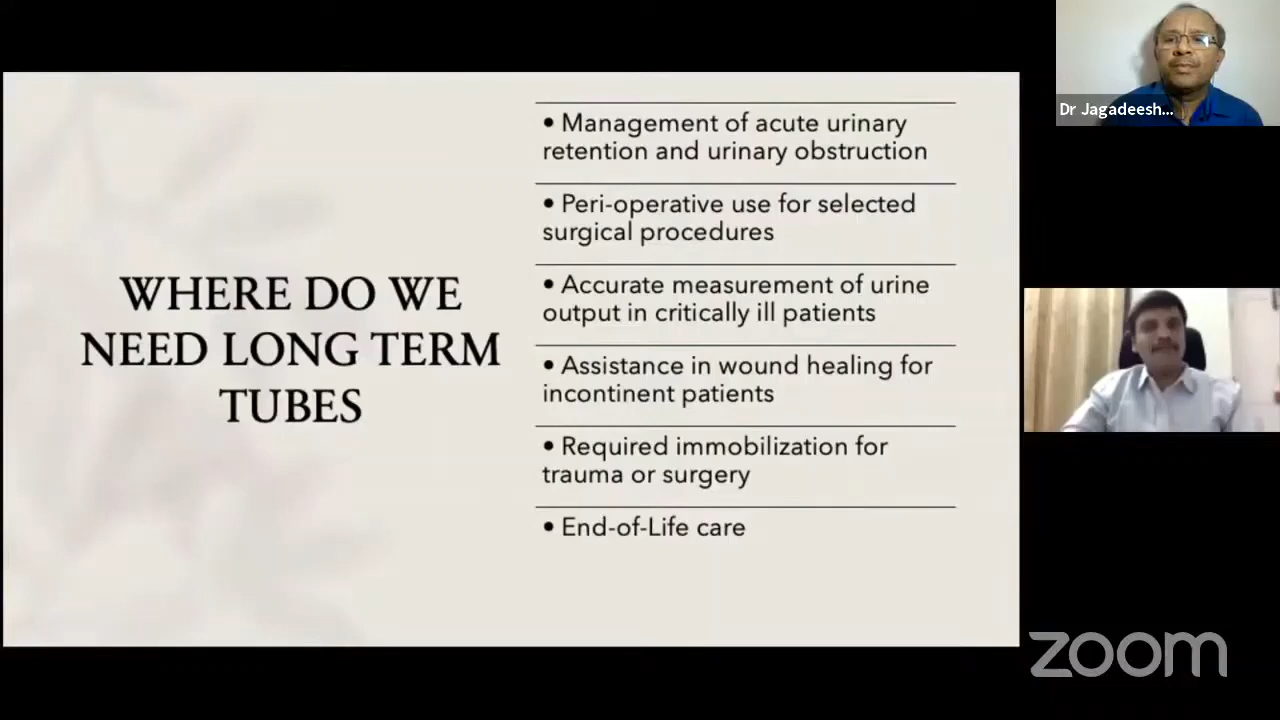 WHERE DO WE
NEED LONG TERM
TUBES
• Management of acute urinary
retention and urinary obstruction
• Peri-operative use for selected
surgical procedures
• Accurate measurement of urine
output in critically ill patients
• Assistance in wound healing for
incontinent patients
• Required immobilization for
trauma or surgery
• End-of-Life care
Dr Jagadeesh...
zoom